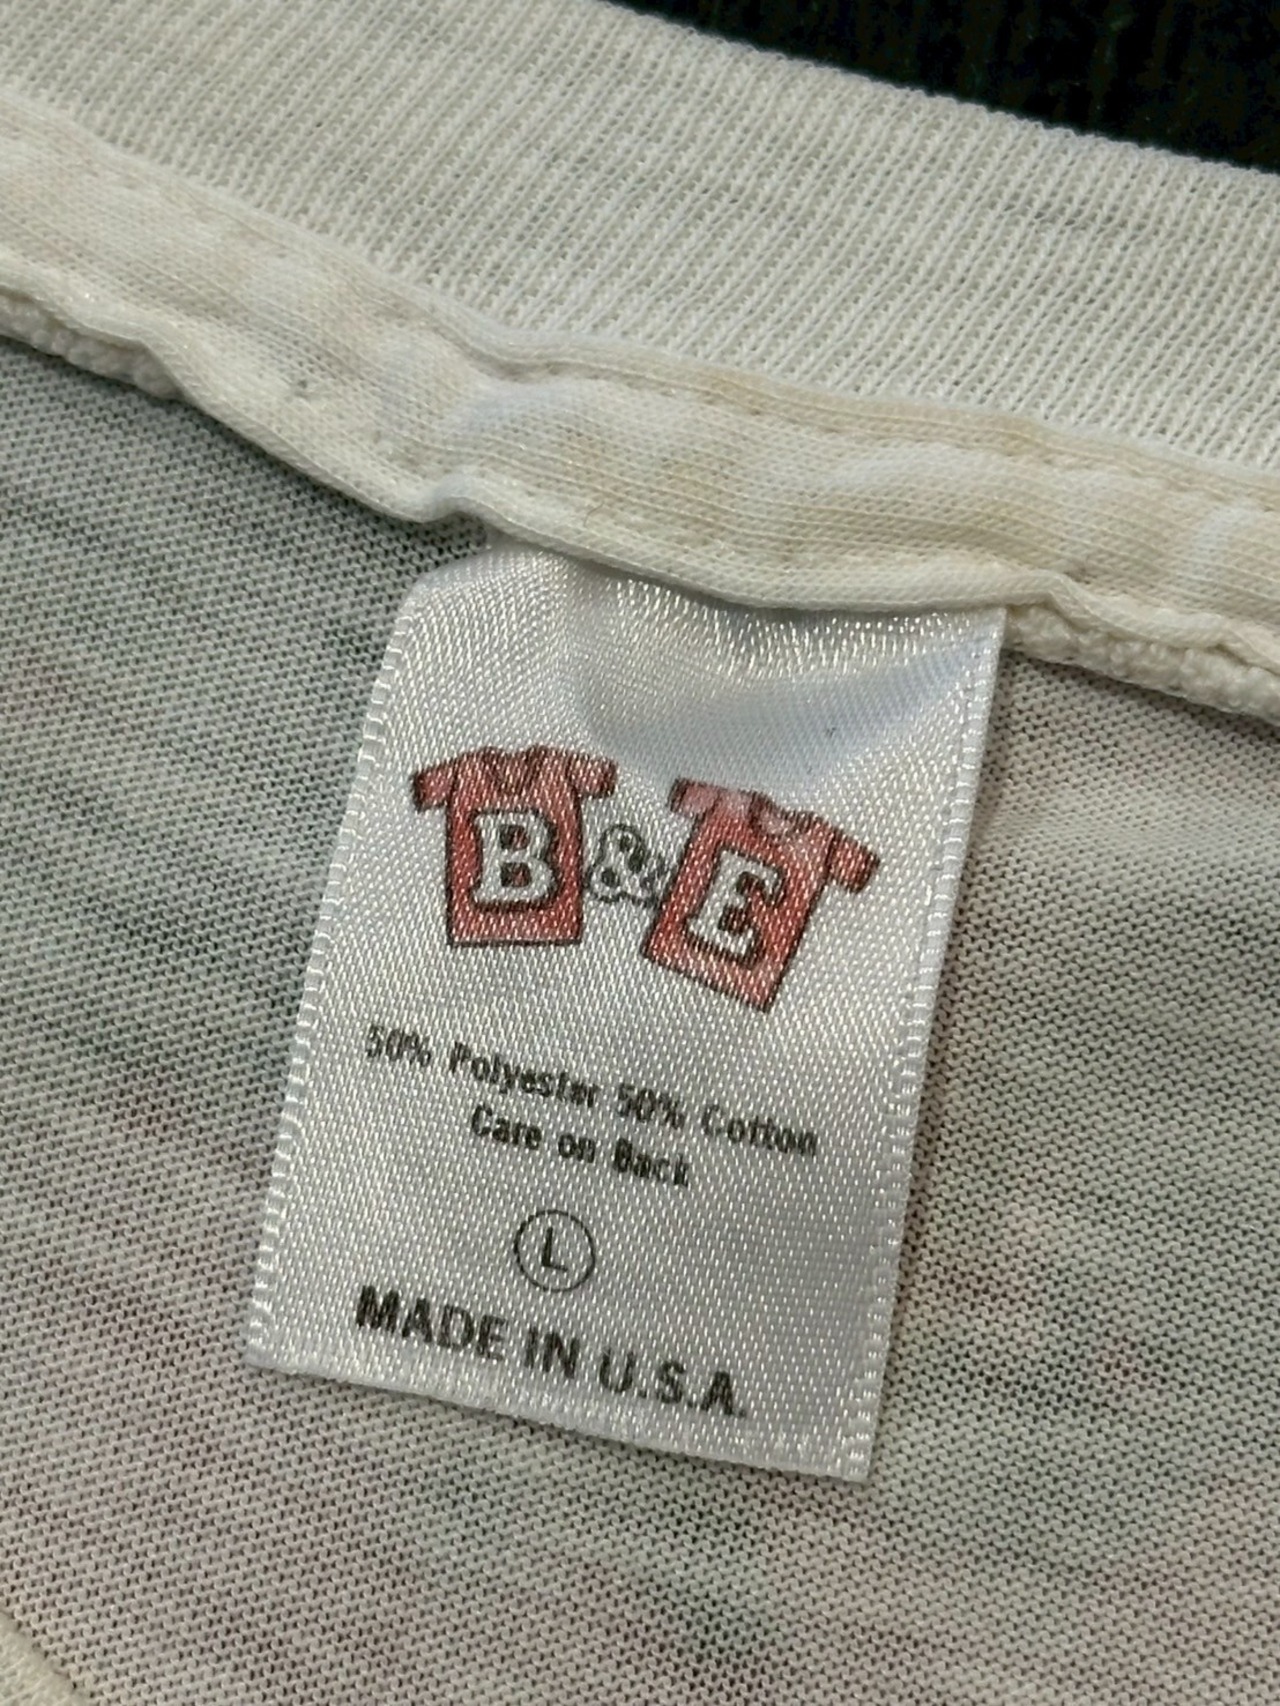 B & E
50% Polyester 50% Cotton
Care on Back
L
MADE IN U.S.A.